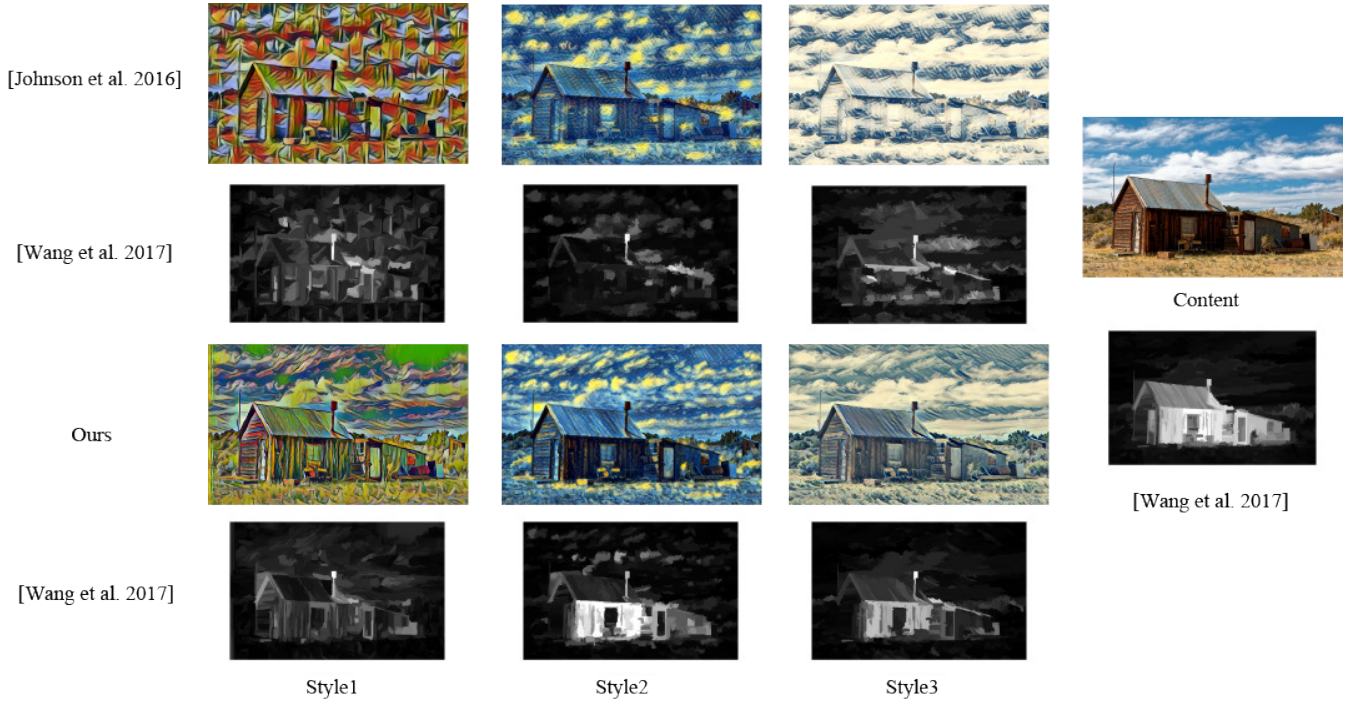 [Johnson et al. 2016]
[Wang et al. 2017]
Content
Ours
[Wang et al. 2017]
[Wang et al. 2017]
Style1
Style2
Style3